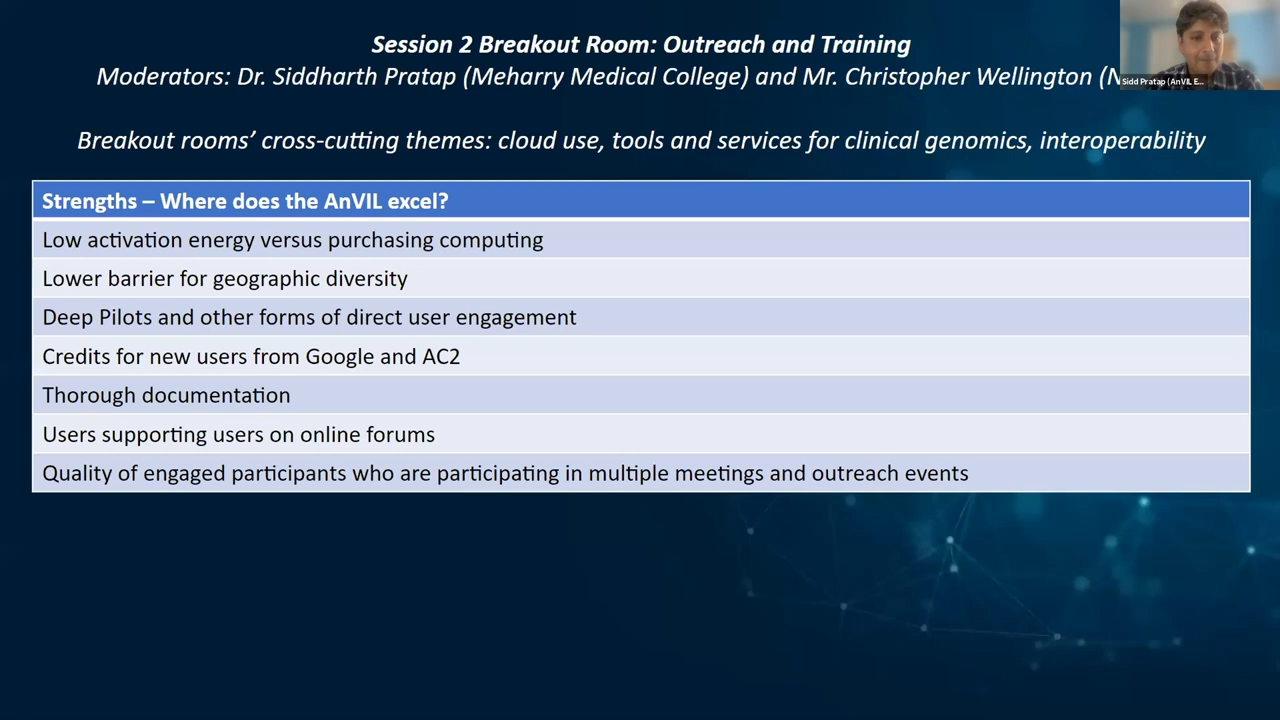 Session 2 Breakout Room: Outreach and Training
Moderators: Dr. Siddharth Pratap (Meharry Medical College) and Mr. Christopher Wellington (N
Sidd Pratap (AnVIL E...
Breakout rooms' cross-cutting themes: cloud use, tools and services for clinical genomics, interoperability
Strengths – Where does the AnVIL excel?
Low activation energy versus purchasing computing
Lower barrier for geographic diversity
Deep Pilots and other forms of direct user engagement
Credits for new users from Google and AC2
Thorough documentation
Users supporting users on online forums
Quality of engaged participants who are participating in multiple meetings and outreach events